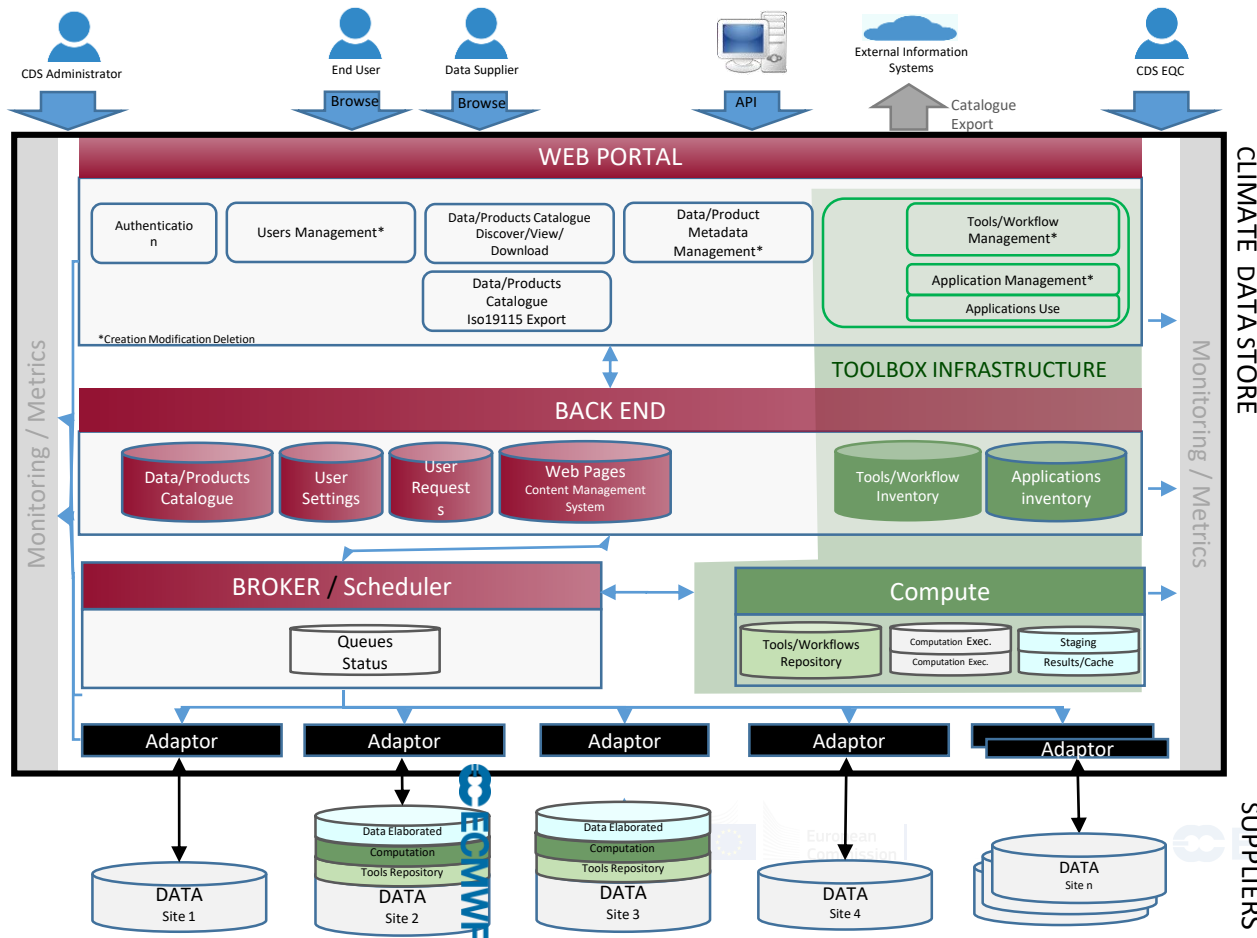 CDS Administrator
End User
Data Supplier
External Information
Systems
CDS EQC
Browse
Browse
API
Catalogue
Export
CLIMATE DATA STORE
Monitoring / Metrics
Monitoring / Metrics
WEB PORTAL
Authenticatio
n
Users Management*
Data/Products Catalogue
Discover/View/
Download
Data/Product
Metadata
Management*
Tools/Workflow
Management*
Data/Products
Catalogue
Iso19115 Export
Application Management*
Applications Use
*Creation Modification Deletion
TOOLBOX INFRASTRUCTURE
BACK END
Data/Products
Catalogue
User
Settings
User
Request
s
Web Pages
Content Management
System
Tools/Workflow
Inventory
Applications
inventory
BROKER / Scheduler
Queues
Status
Compute
Tools/Workflows
Repository
Computation Exec.
Computation Exec.
Staging
Results/Cache
Adaptor
Adaptor
Adaptor
Adaptor
Adaptor
SUPPLIERS
DATA
Site 1
Data Elaborated
Computation
Tools Repository
DATA
Site 2
ECMWF
Data Elaborated
Computation
Tools Repository
DATA
Site 3
European
Commission
DATA
Site 4
DATA
Site n